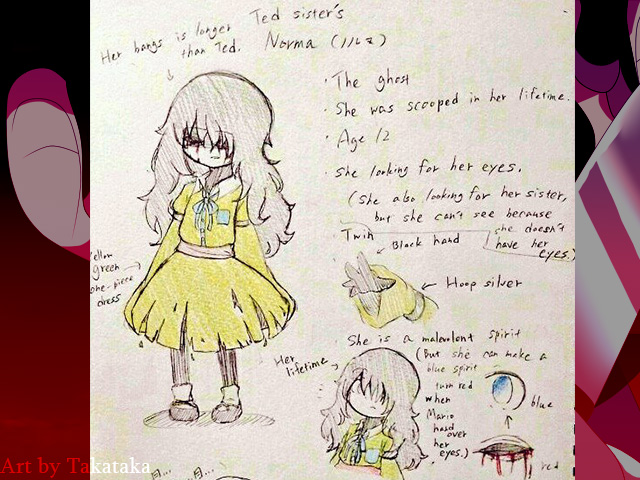 Ted sister's
Her bangs is longer
than Ted.
Norma (ノルマ)
・The ghost
・She was scooped in her lifetime.
・Age 12
・She looking for her eyes.
(She also looking for her sister,
but she can't see because
she doesn't
have her
eyes.)
Twin
Black hand
Hoop silver
yellow
green
one-piece
dress
She is a malevolent spirit
(But she can make a
blue spirit
turn red
when
Mario
hand
over
her
eyes.)
Her
lifetime
blue
red
Art by Takataka